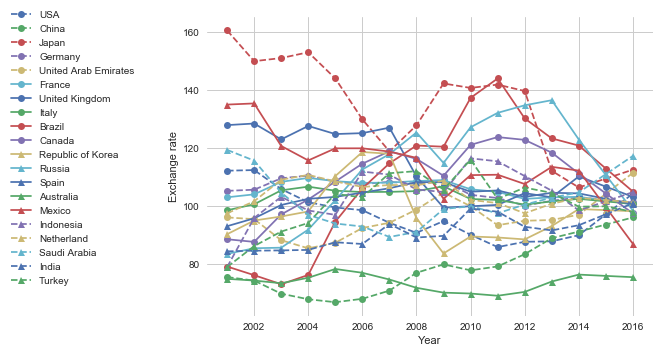 USA
China
Japan
Germany
United Arab Emirates
France
United Kingdom
Italy
Brazil
Canada
Republic of Korea
Russia
Spain
Australia
Mexico
Indonesia
Netherland
Saudi Arabia
India
Turkey
Exchange rate
160
140
120
100
80
2002
2004
2006
2008
2010
2012
2014
2016
Year